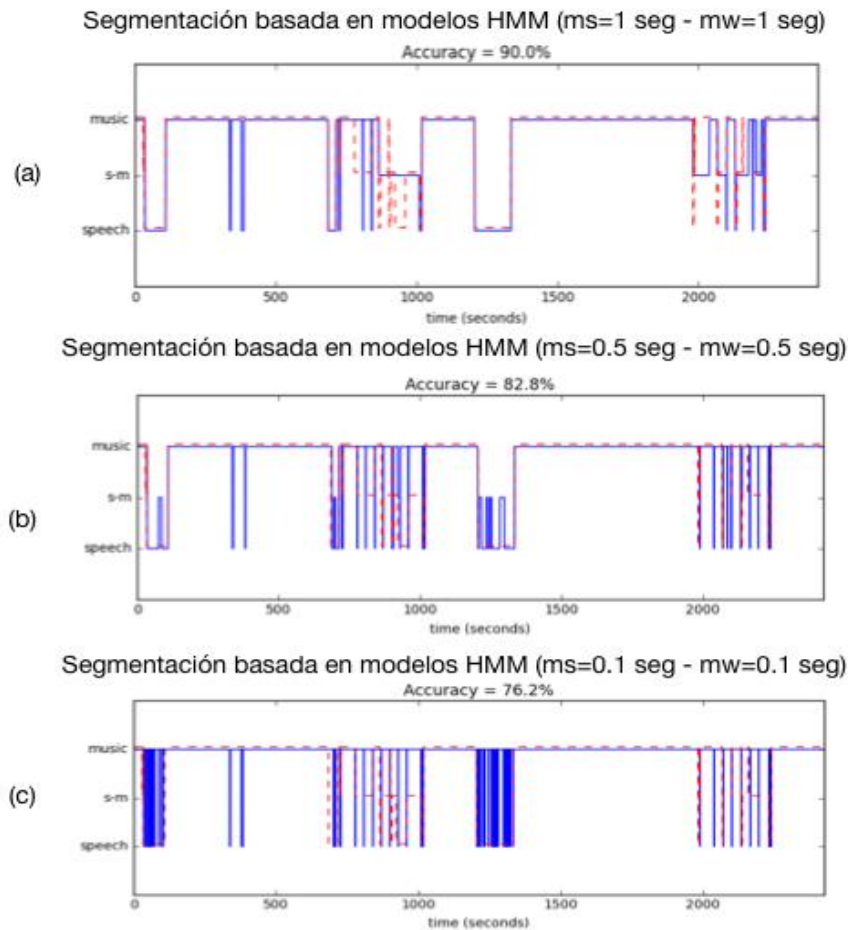 Segmentación basada en modelos HMM (ms=1 seg - mw=1 seg)
Accuracy = 90.0%
music
(a)
s-m
speech
0 500 1000 1500 2000
time (seconds)
Segmentación basada en modelos HMM (ms=0.5 seg - mw=0.5 seg)
Accuracy = 82.8%
music
(b)
s-m
speech
0 500 1000 1500 2000
time (seconds)
Segmentación basada en modelos HMM (ms=0.1 seg - mw=0.1 seg)
Accuracy = 76.2%
music
(c)
s-m
speech
0 500 1000 1500 2000
time (seconds)